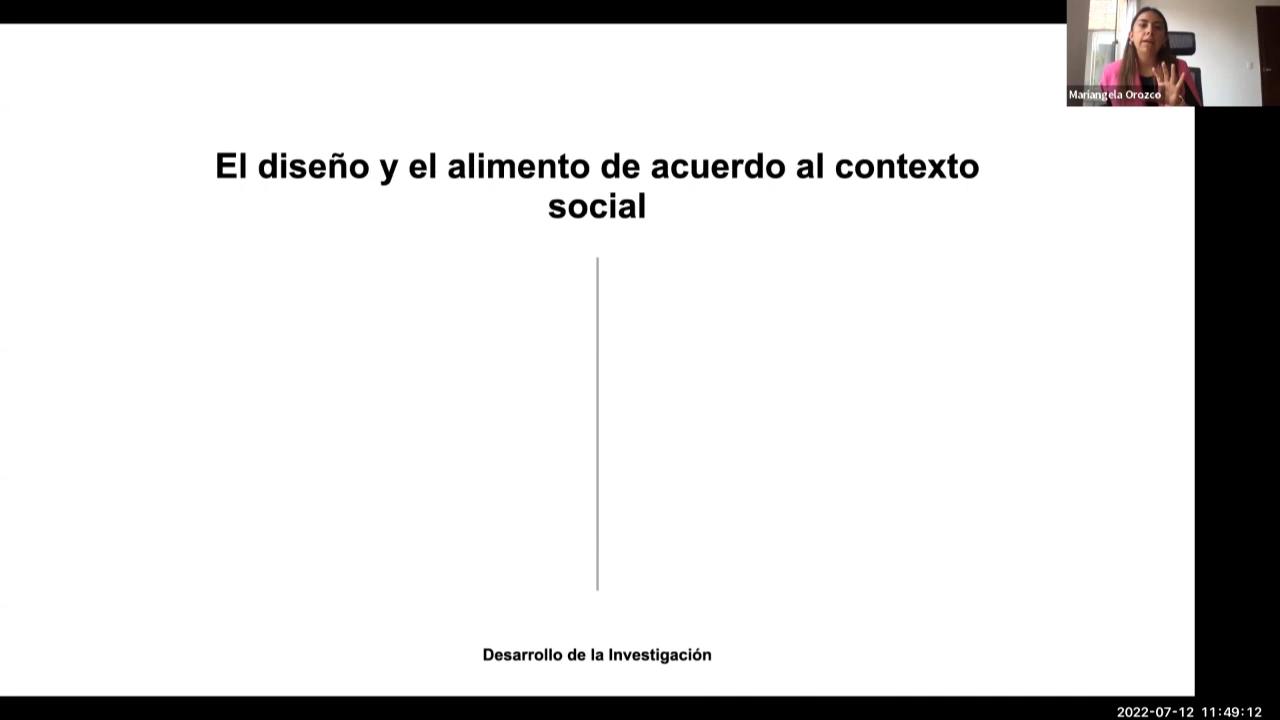 Mariangela Orozco
El diseño y el alimento de acuerdo al contexto
social
Desarrollo de la Investigación
2022-07-12 11:49:12